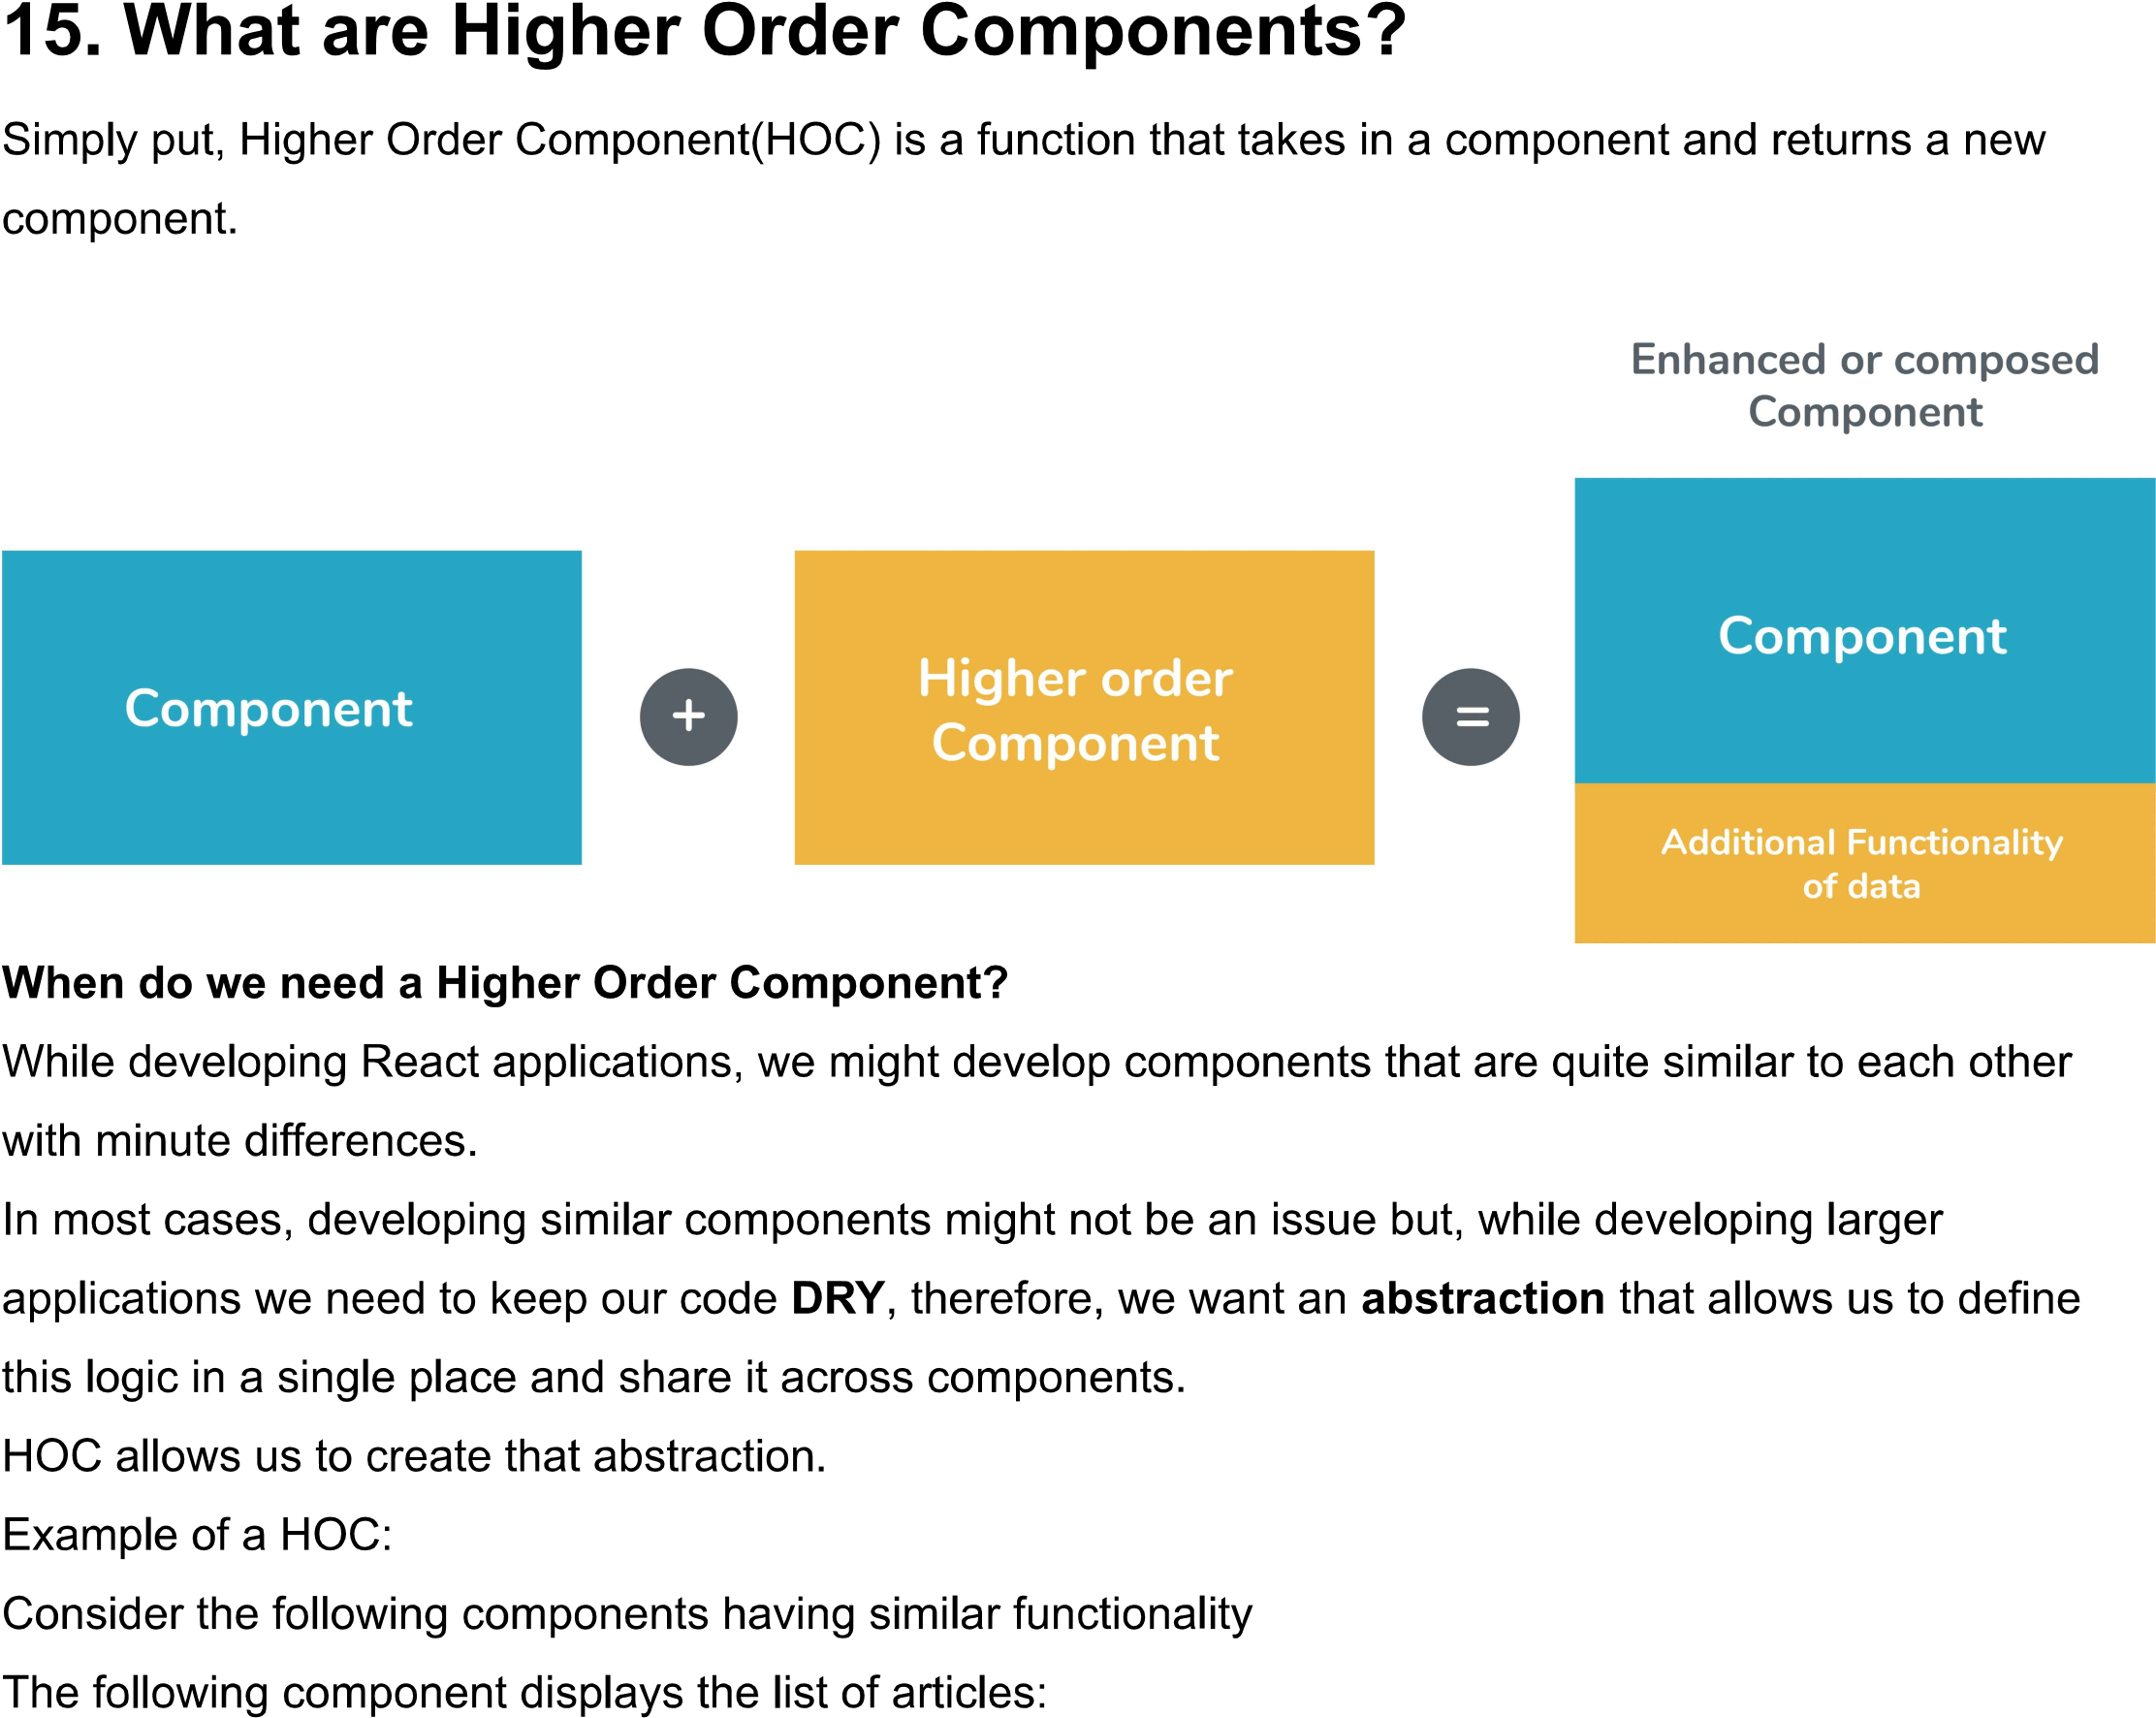 15. What are Higher Order Components?
Simply put, Higher Order Component(HOC) is a function that takes in a component and returns a new
component.
Enhanced or composed
Component
Component
+
Higher order
Component
=
Component
Additional Functionality
of data
When do we need a Higher Order Component?
While developing React applications, we might develop components that are quite similar to each other
with minute differences.
In most cases, developing similar components might not be an issue but, while developing larger
applications we need to keep our code DRY, therefore, we want an abstraction that allows us to define
this logic in a single place and share it across components.
HOC allows us to create that abstraction.
Example of a HOC:
Consider the following components having similar functionality
The following component displays the list of articles: